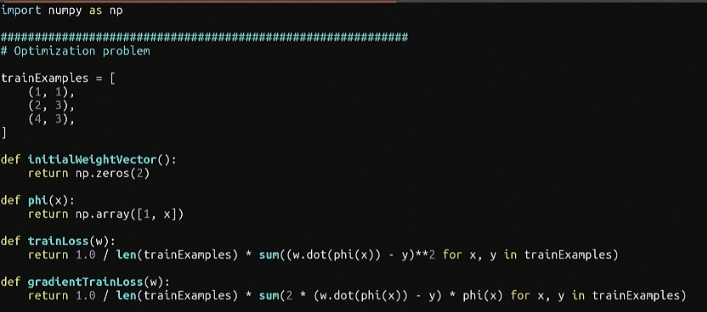 import numpy as np
#############################################################
# Optimization problem
trainExamples = [
    (1, 1),
    (2, 3),
    (4, 3),
]
def initialWeightVector():
    return np.zeros(2)
def phi(x):
    return np.array([1, x])
def trainLoss(w):
    return 1.0 / len(trainExamples) * sum((w.dot(phi(x)) - y)**2 for x, y in trainExamples)
def gradientTrainLoss(w):
    return 1.0 / len(trainExamples) * sum(2 * (w.dot(phi(x)) - y) * phi(x) for x, y in trainExamples)